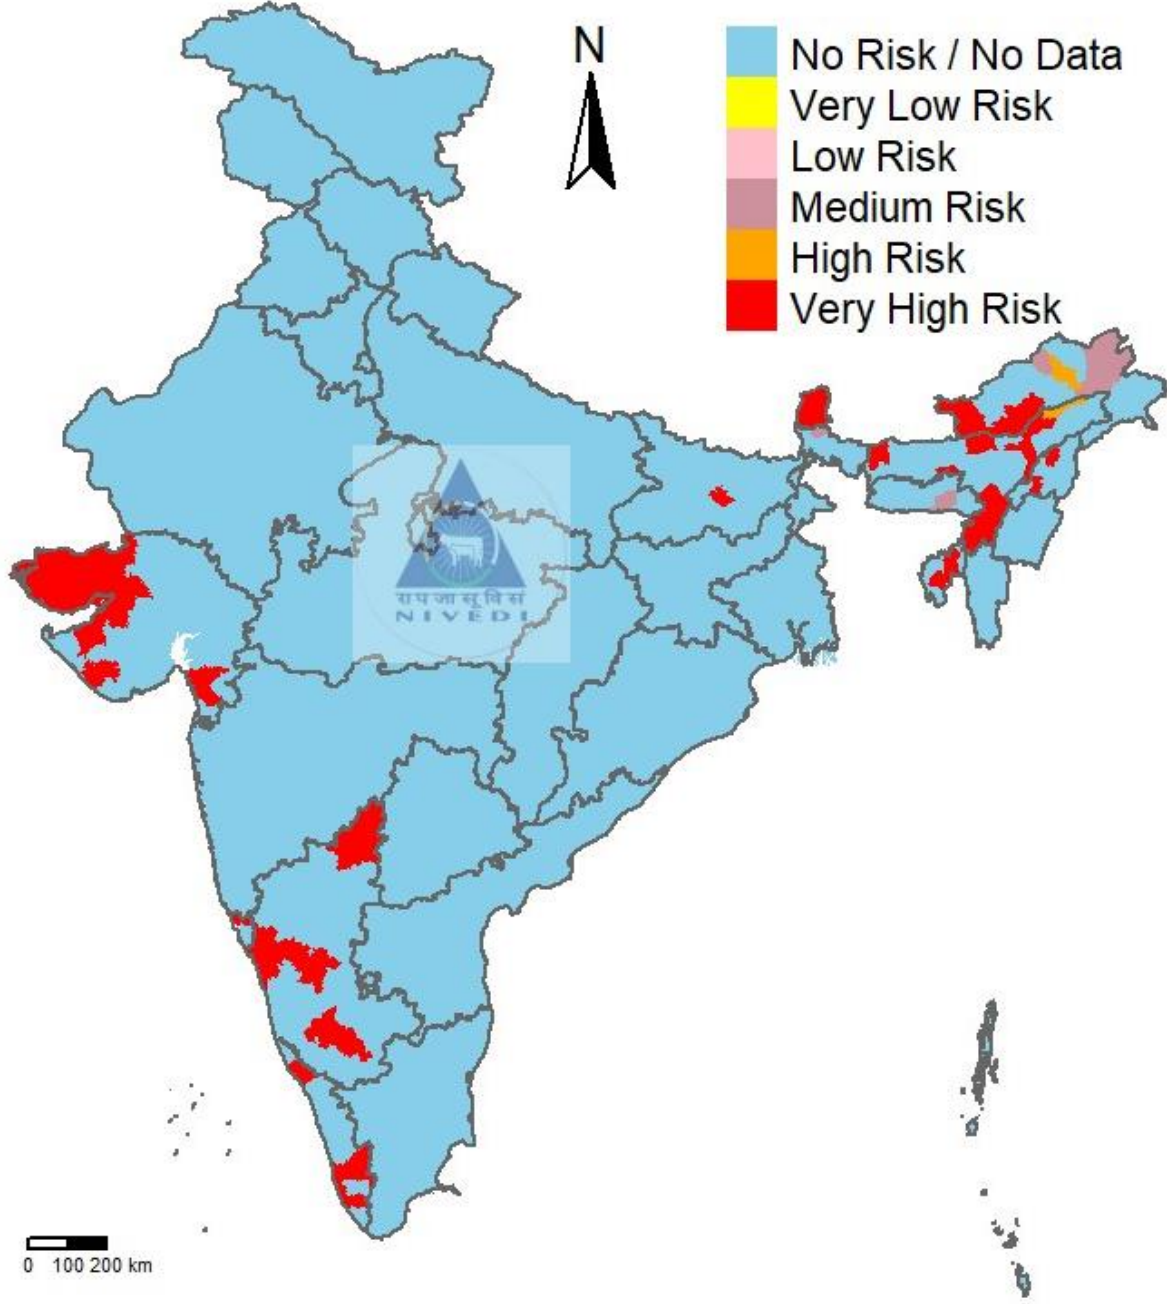 N
No Risk / No Data
Very Low Risk
Low Risk
Medium Risk
High Risk
Very High Risk
रा प जा सू वि सं
NIVEDI
0 100 200 km